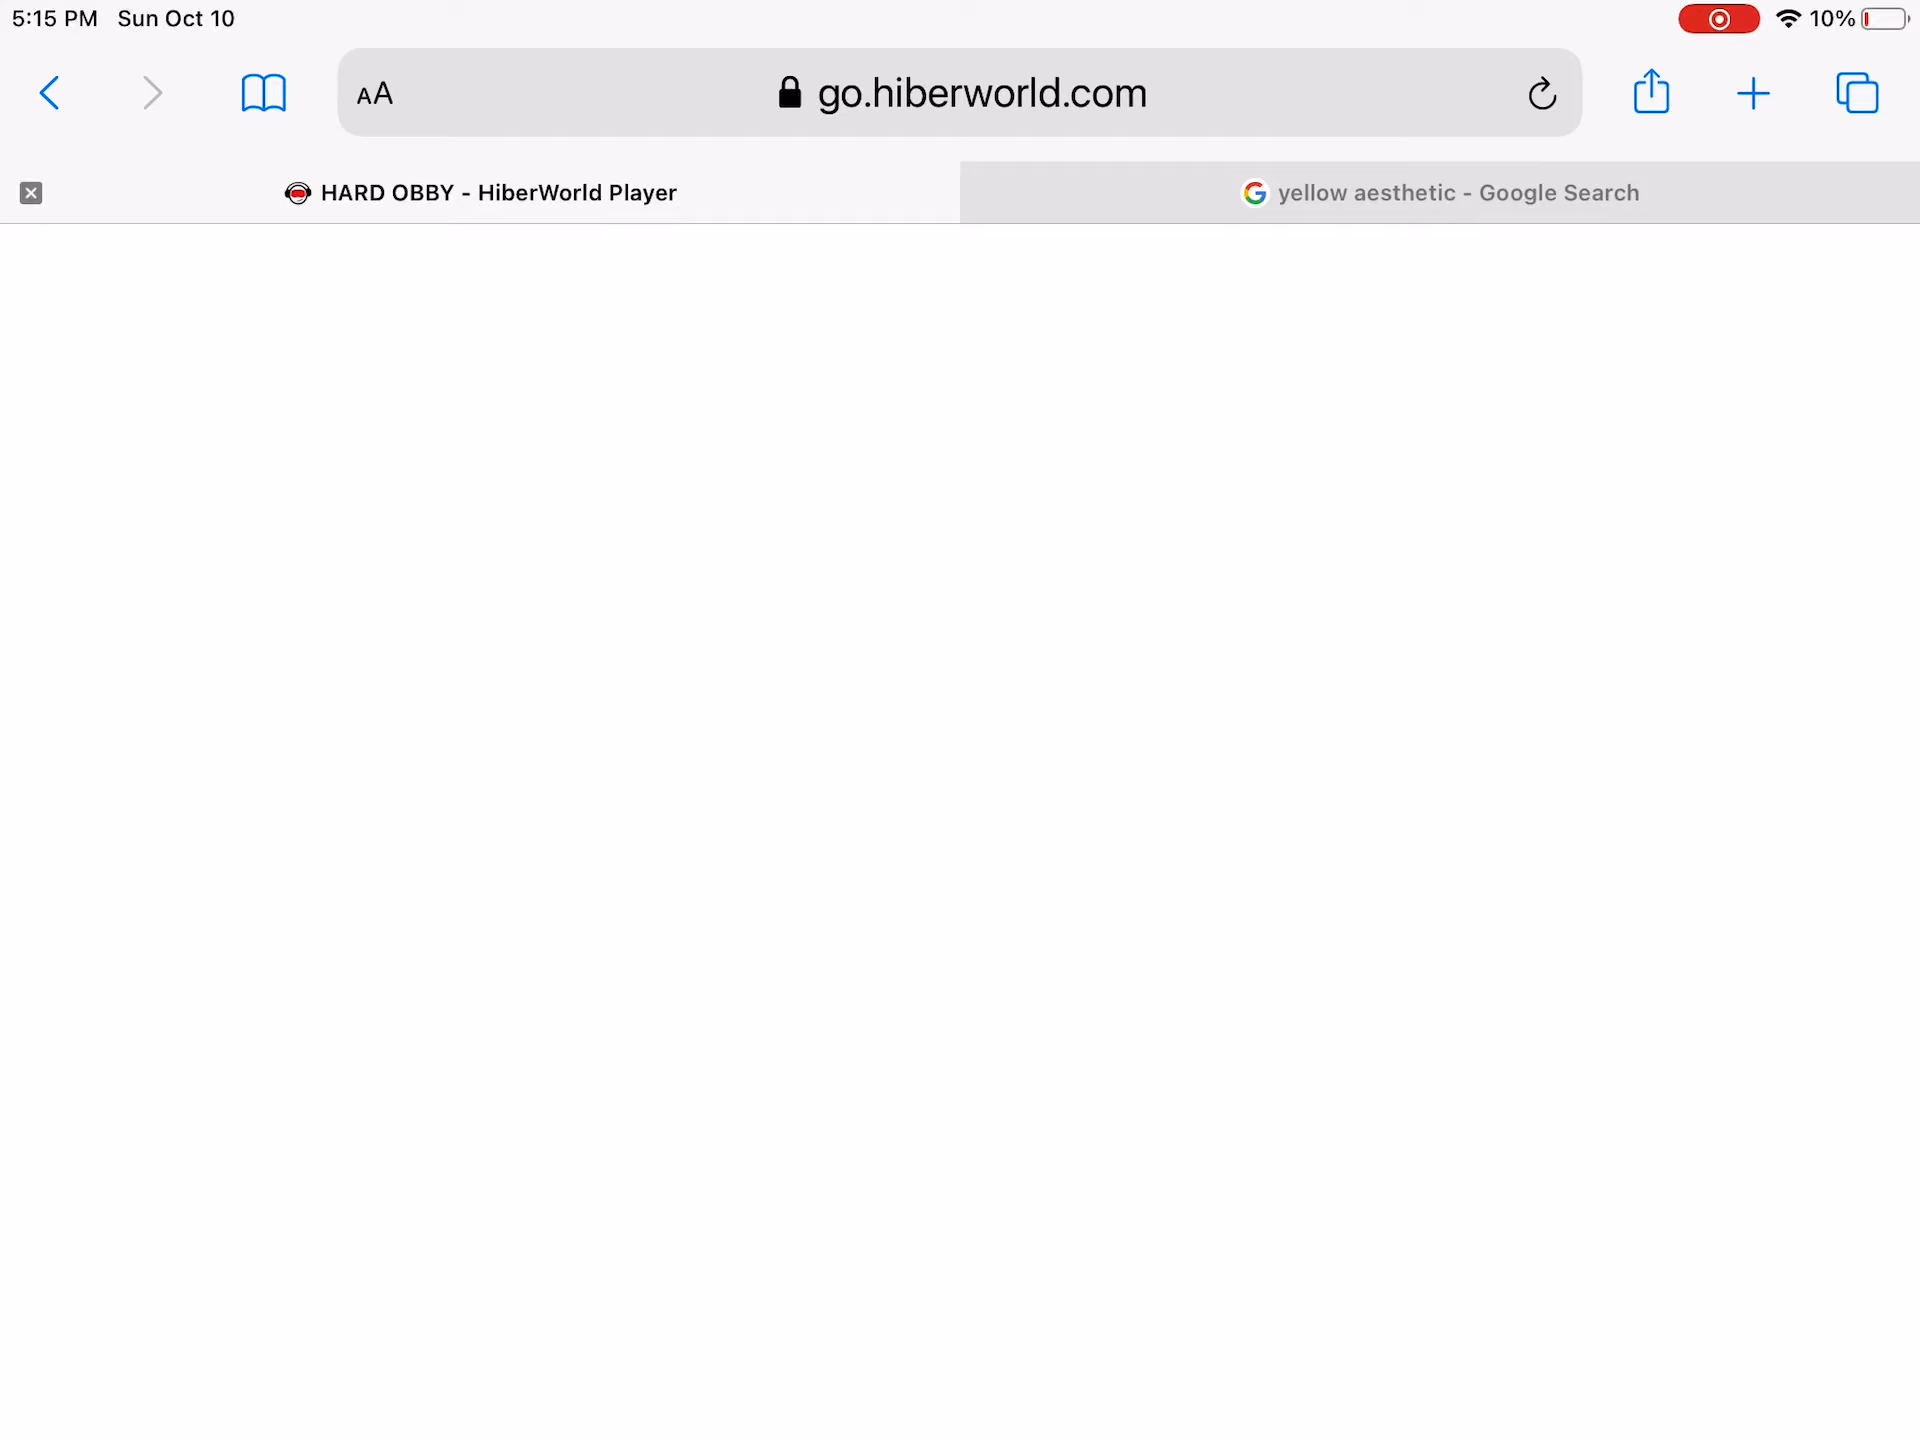 5:15 PM Sun Oct 10
10%
AA
go.hiberworld.com
HARD OBBY - HiberWorld Player
yellow aesthetic - Google Search